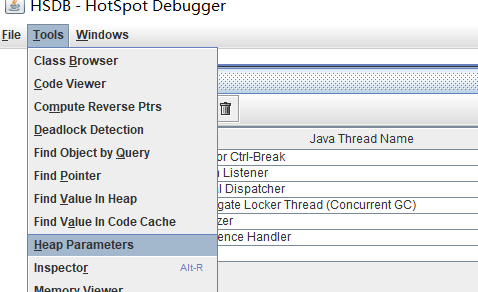 HSDB - HotSpot Debugger
File Tools Windows
Class Browser
Code Viewer
Compute Reverse Ptrs
Deadlock Detection
Find Object by Query
Find Pointer
Find Value In Heap
Find Value In Code Cache
Heap Parameters
Inspector Alt-R
Memory Viewer
Java Thread Name
or Ctrl-Break
Listener
l Dispatcher
gate Locker Thread (Concurrent GC)
zer
ence Handler